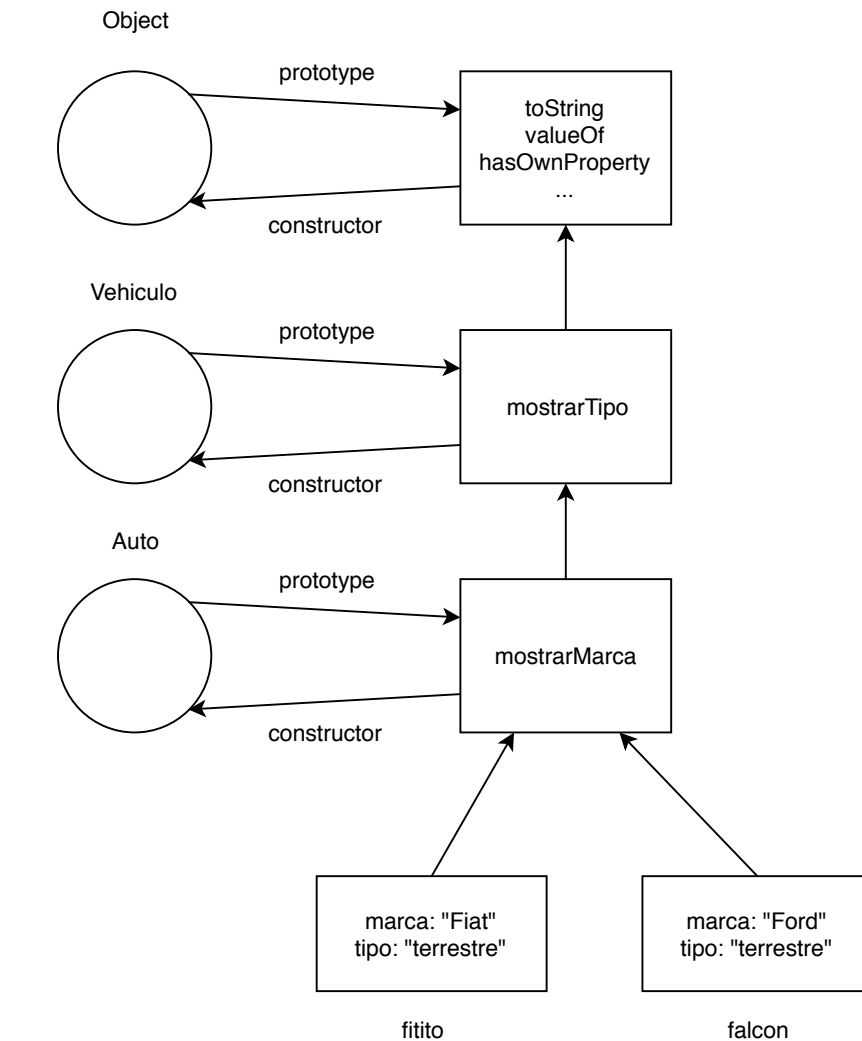 Object
prototype
toString
valueOf
hasOwnProperty
...
constructor
Vehiculo
prototype
mostrarTipo
constructor
Auto
prototype
mostrarMarca
constructor
marca: "Fiat"
tipo: "terrestre"
marca: "Ford"
tipo: "terrestre"
fitito
falcon